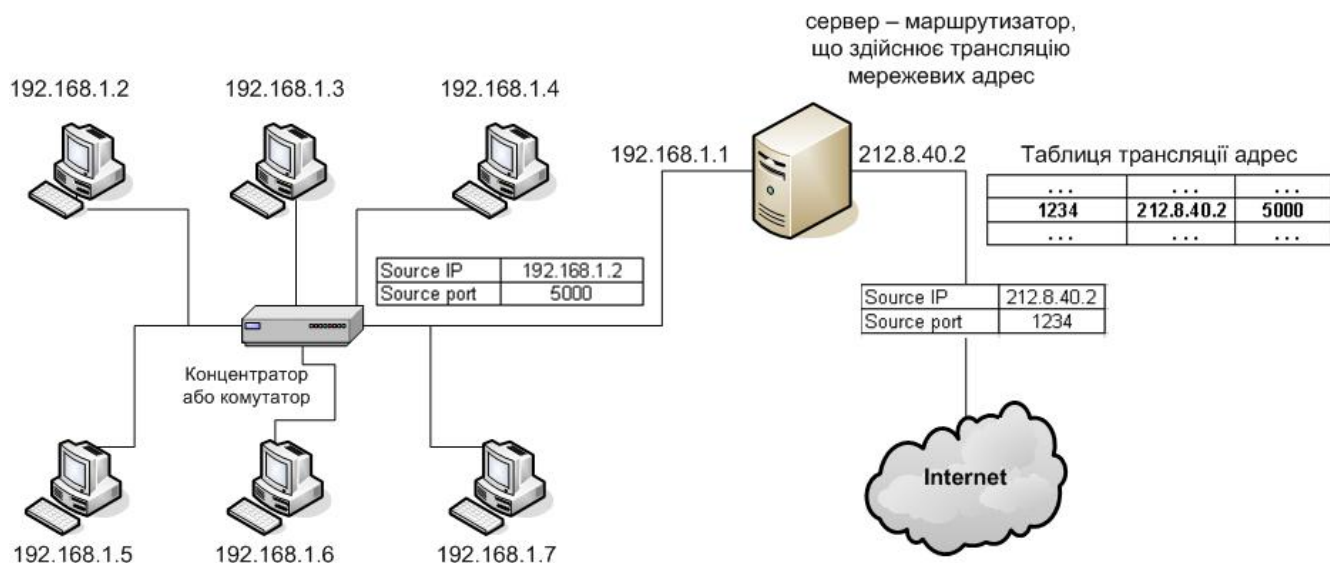 сервер – маршрутизатор,
що здійснює трансляцію
мережевих адрес
192.168.1.2
192.168.1.3
192.168.1.4
192.168.1.1
212.8.40.2
Таблиця трансляції адрес
... ... ...
1234 212.8.40.2 5000
... ... ...
Source IP 192.168.1.2
Source port 5000
Source IP 212.8.40.2
Source port 1234
Концентратор
або комутатор
Internet
192.168.1.5
192.168.1.6
192.168.1.7